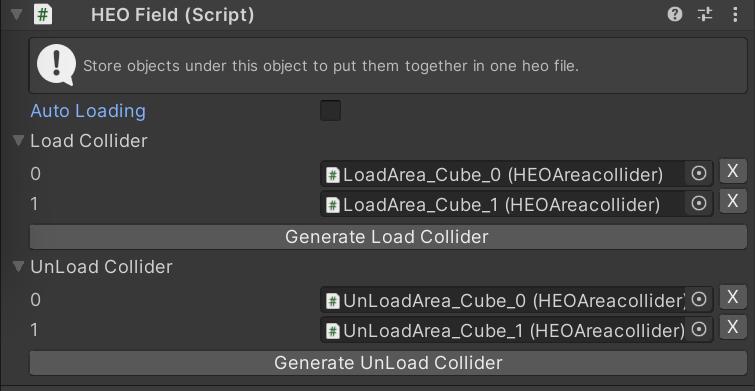 HEO Field (Script)
Store objects under this object to put them together in one heo file.
Auto Loading
Load Collider
0 LoadArea_Cube_0 (HEOAreacollider) X
1 LoadArea_Cube_1 (HEOAreacollider) X
Generate Load Collider
UnLoad Collider
0 UnLoadArea_Cube_0 (HEOAreacollider) X
1 UnLoadArea_Cube_1 (HEOAreacollider) X
Generate UnLoad Collider